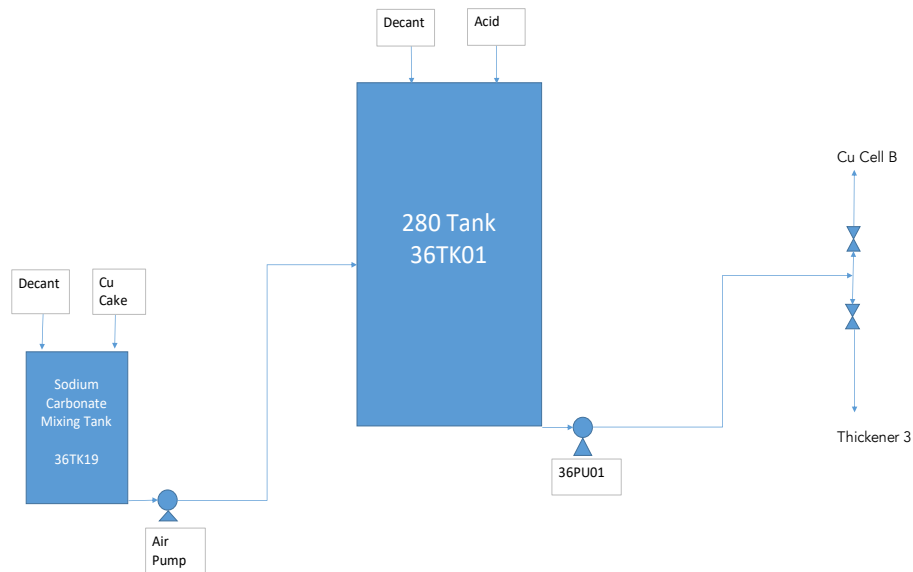 Decant
Acid
Cu Cell B
280 Tank
36TK01
Decant
Cu
Cake
Sodium
Carbonate
Mixing Tank
36TK19
Thickener 3
36PU01
Air
Pump